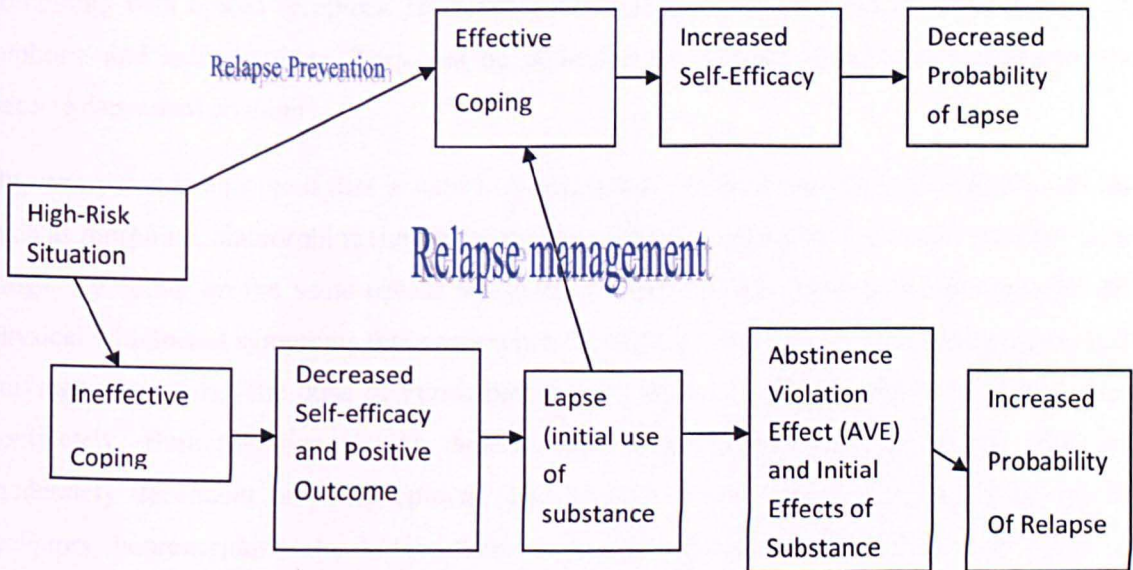 Relapse Prevention
Effective
Coping
Increased
Self-Efficacy
Decreased
Probability
of Lapse
High-Risk
Situation
Relapse management
Ineffective
Coping
Decreased
Self-efficacy
and Positive
Outcome
Lapse
(initial use
of
substance
Abstinence
Violation
Effect (AVE)
and Initial
Effects of
Substance
Increased
Probability
Of Relapse